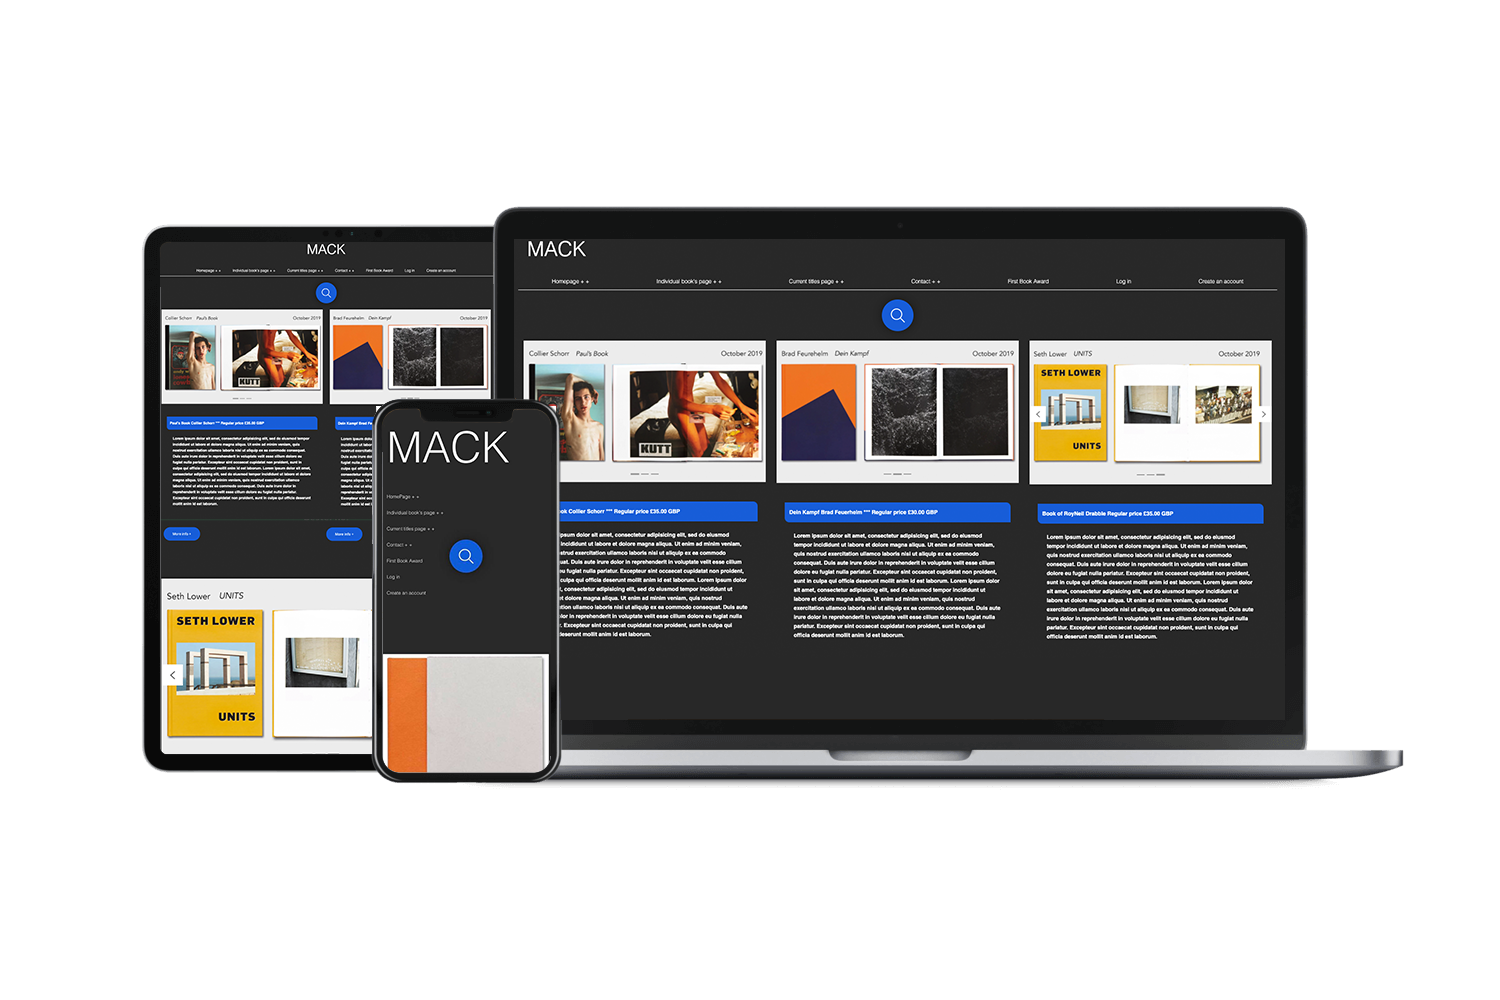 MACK
Homepage + +
Individual book's page + +
Current titles page + +
Contact + +
First Book Award
Log in
Create an account
Collier Schorr Paul's Book October 2019
KUTT
Brad Feurehelm Dein Kampf October 2019
Paul's Book Collier Schorr *** Regular price £35.00 GBP
Lorem ipsum dolor sit amet, consectetur adipisicing elit, sed do eiusmod tempor
incididunt ut labore et dolore magna aliqua. Ut enim ad minim veniam, quis
nostrud exercitation ullamco laboris nisi ut aliquip ex ea commodo consequat.
Duis aute irure dolor in reprehenderit in voluptate velit esse cillum dolore eu
fugiat nulla pariatur. Excepteur sint occaecat cupidatat non proident, sunt in
culpa qui officia deserunt mollit anim id est laborum. Lorem ipsum dolor sit amet,
consectetur adipisicing elit, sed do eiusmod tempor incididunt ut labore et dolore
magna aliqua. Ut enim ad minim veniam, quis nostrud exercitation ullamco
laboris nisi ut aliquip ex ea commodo consequat. Duis aute irure dolor in
reprehenderit in voluptate velit esse cillum dolore eu fugiat nulla pariatur.
Excepteur sint occaecat cupidatat non proident, sunt in culpa qui officia deserunt
mollit anim id est laborum.
Dein Kampf Brad
More info +
More info +
Seth Lower UNITS
SETH LOWER
UNITS
MACK
HomePage + +
Individual book's page + +
Current titles page + +
Contact + +
First Book Award
Log in
Create an account
MACK
Homepage + +
Individual book's page + +
Current titles page + +
Contact + +
First Book Award
Log in
Create an account
Collier Schorr Paul's Book October 2019
KUTT
Brad Feurehelm Dein Kampf October 2019
Seth Lower UNITS October 2019
SETH LOWER
UNITS
ok Collier Schorr *** Regular price £35.00 GBP
ipsum dolor sit amet, consectetur adipisicing elit, sed do eiusmod
incididunt ut labore et dolore magna aliqua. Ut enim ad minim veniam,
strud exercitation ullamco laboris nisi ut aliquip ex ea commodo
uat. Duis aute irure dolor in reprehenderit in voluptate velit esse cillum
eu fugiat nulla pariatur. Excepteur sint occaecat cupidatat non proident,
culpa qui officia deserunt mollit anim id est laborum. Lorem ipsum dolor
, consectetur adipisicing elit, sed do eiusmod tempor incididunt ut
et dolore magna aliqua. Ut enim ad minim veniam, quis nostrud
tation ullamco laboris nisi ut aliquip ex ea commodo consequat. Duis aute
olor in reprehenderit in voluptate velit esse cillum dolore eu fugiat nulla
r. Excepteur sint occaecat cupidatat non proident, sunt in culpa qui
deserunt mollit anim id est laborum.
Dein Kampf Brad Feuerheim *** Regular price £30.00 GBP
Lorem ipsum dolor sit amet, consectetur adipisicing elit, sed do eiusmod
tempor incididunt ut labore et dolore magna aliqua. Ut enim ad minim veniam,
quis nostrud exercitation ullamco laboris nisi ut aliquip ex ea commodo
consequat. Duis aute irure dolor in reprehenderit in voluptate velit esse cillum
dolore eu fugiat nulla pariatur. Excepteur sint occaecat cupidatat non proident,
sunt in culpa qui officia deserunt mollit anim id est laborum. Lorem ipsum dolor
sit amet, consectetur adipisicing elit, sed do eiusmod tempor incididunt ut
labore et dolore magna aliqua. Ut enim ad minim veniam, quis nostrud
exercitation ullamco laboris nisi ut aliquip ex ea commodo consequat. Duis aute
irure dolor in reprehenderit in voluptate velit esse cillum dolore eu fugiat nulla
pariatur. Excepteur sint occaecat cupidatat non proident, sunt in culpa qui
officia deserunt mollit anim id est laborum.
Book of RoyNell Drabble Regular price £35.00 GBP
Lorem ipsum dolor sit amet, consectetur adipisicing elit, sed do eiusmod
tempor incididunt ut labore et dolore magna aliqua. Ut enim ad minim veniam,
quis nostrud exercitation ullamco laboris nisi ut aliquip ex ea commodo
consequat. Duis aute irure dolor in reprehenderit in voluptate velit esse cillum
dolore eu fugiat nulla pariatur. Excepteur sint occaecat cupidatat non proident,
sunt in culpa qui officia deserunt mollit anim id est laborum. Lorem ipsum dolor
sit amet, consectetur adipisicing elit, sed do eiusmod tempor incididunt ut
labore et dolore magna aliqua. Ut enim ad minim veniam, quis nostrud
exercitation ullamco laboris nisi ut aliquip ex ea commodo consequat. Duis aute
irure dolor in reprehenderit in voluptate velit esse cillum dolore eu fugiat nulla
pariatur. Excepteur sint occaecat cupidatat non proident, sunt in culpa qui
officia deserunt mollit anim id est laborum.